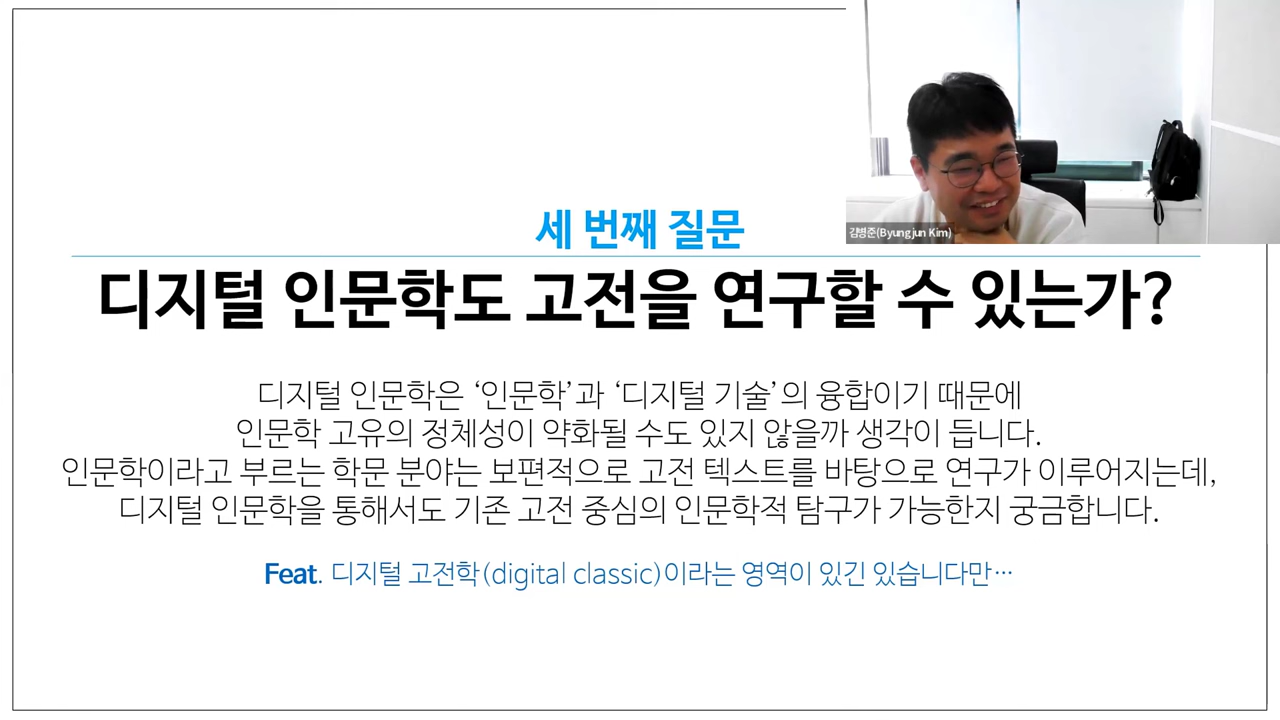 세 번째 질문
디지털 인문학도 고전을 연구할 수 있는가?
디지털 인문학은 ‘인문학’과 ‘디지털 기술’의 융합이기 때문에
인문학 고유의 정체성이 약화될 수도 있지 않을까 생각이 듭니다.
인문학이라고 부르는 학문 분야는 보편적으로 고전 텍스트를 바탕으로 연구가 이루어지는데,
디지털 인문학을 통해서도 기존 고전 중심의 인문학적 탐구가 가능한지 궁금합니다.
Feat. 디지털 고전학(digital classic)이라는 영역이 있긴 있습니다만…
김병준(Byungjun Kim)